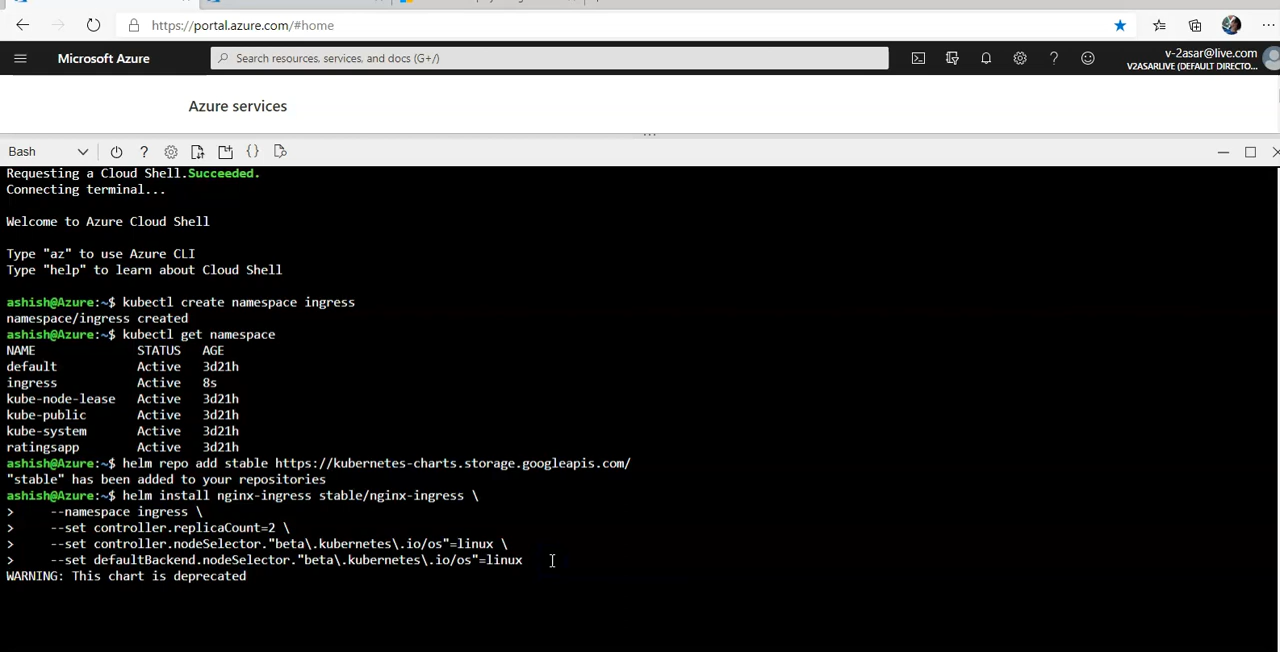 https://portal.azure.com/#home
Microsoft Azure
Search resources, services, and docs (G+/)
v-2asar@live.com
V2ASARLIVE (DEFAULT DIRECTO...
Azure services
Bash
Requesting a Cloud Shell.Succeeded.
Connecting terminal...
Welcome to Azure Cloud Shell
Type "az" to use Azure CLI
Type "help" to learn about Cloud Shell
ashish@Azure:~$ kubectl create namespace ingress
namespace/ingress created
ashish@Azure:~$ kubectl get namespace
NAME STATUS AGE
default Active 3d21h
ingress Active 8s
kube-node-lease Active 3d21h
kube-public Active 3d21h
kube-system Active 3d21h
ratingsapp Active 3d21h
ashish@Azure:~$ helm repo add stable https://kubernetes-charts.storage.googleapis.com/
"stable" has been added to your repositories
ashish@Azure:~$ helm install nginx-ingress stable/nginx-ingress \
> --namespace ingress \
> --set controller.replicaCount=2 \
> --set controller.nodeSelector."beta\.kubernetes\.io/os"=linux \
> --set defaultBackend.nodeSelector."beta\.kubernetes\.io/os"=linux
WARNING: This chart is deprecated